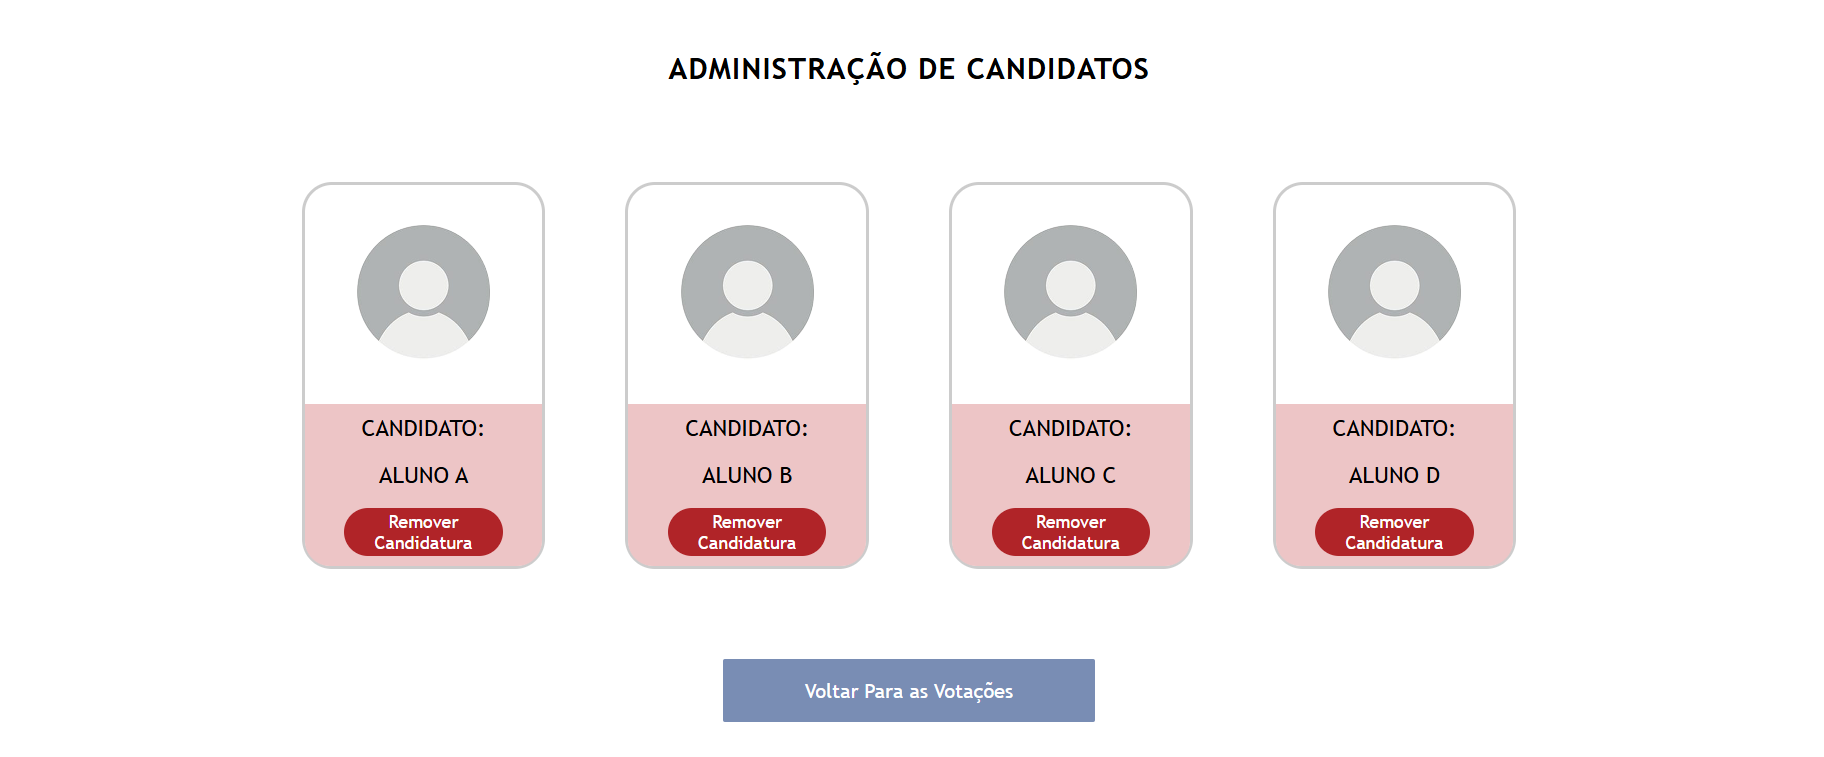 ADMINISTRAÇÃO DE CANDIDATOS
CANDIDATO:
ALUNO A
Remover
Candidatura
CANDIDATO:
ALUNO B
Remover
Candidatura
CANDIDATO:
ALUNO C
Remover
Candidatura
CANDIDATO:
ALUNO D
Remover
Candidatura
Voltar Para as Votações